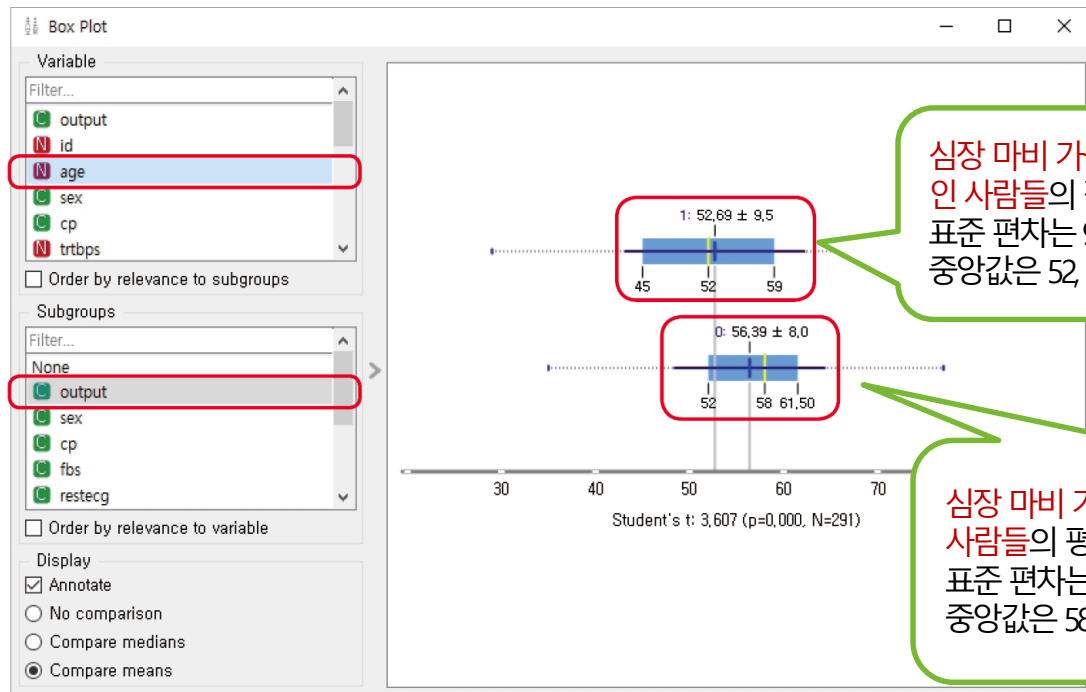 Box Plot
Variable
Filter...
C output
N id
N age
C sex
C cp
N trtbps
Order by relevance to subgroups
Subgroups
Filter...
None
C output
C sex
C cp
C fbs
C restecg
Order by relevance to variable
Display
Annotate
No comparison
Compare medians
Compare means
1: 52,69 ± 9,5
45 52 59
0: 56,39 ± 8,0
52 58 61,50
30 40 50 60 70
Student's t: 3,607 (p=0,000, N=291)
심장 마비
인 사람들의
표준 편차는
중앙값은 52,
심장 마비
사람들의
표준 편차는
중앙값은 58